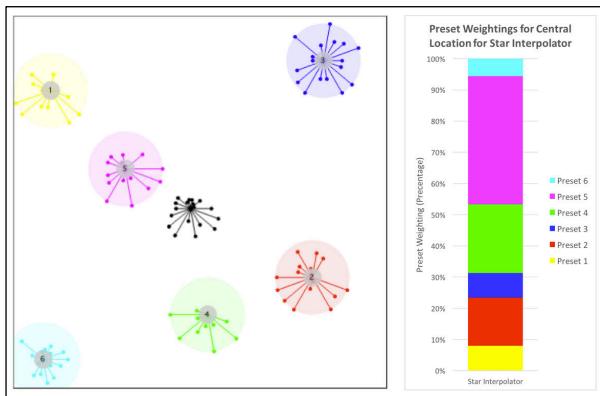 1
3
5
2
4
6
Preset Weightings for Central
Location for Star Interpolator
Preset Weighting (Precentage)
100%
90%
80%
70%
60%
50%
40%
30%
20%
10%
0%
Star Interpolator
Preset 6
Preset 5
Preset 4
Preset 3
Preset 2
Preset 1